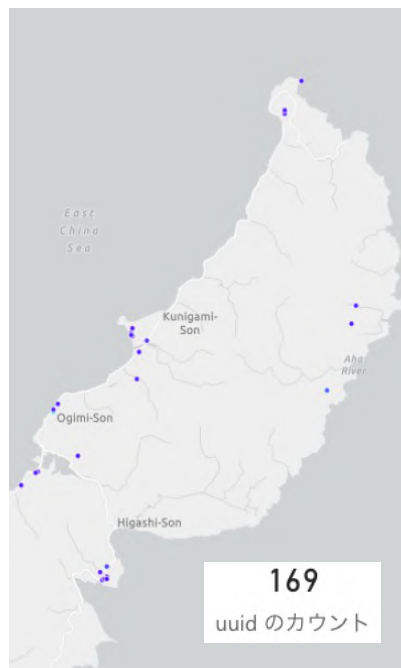 East
China
Sea
Kunigami-
Son
Aha
River
Ogimi-Son
Higashi-Son
169
uuid のカウント